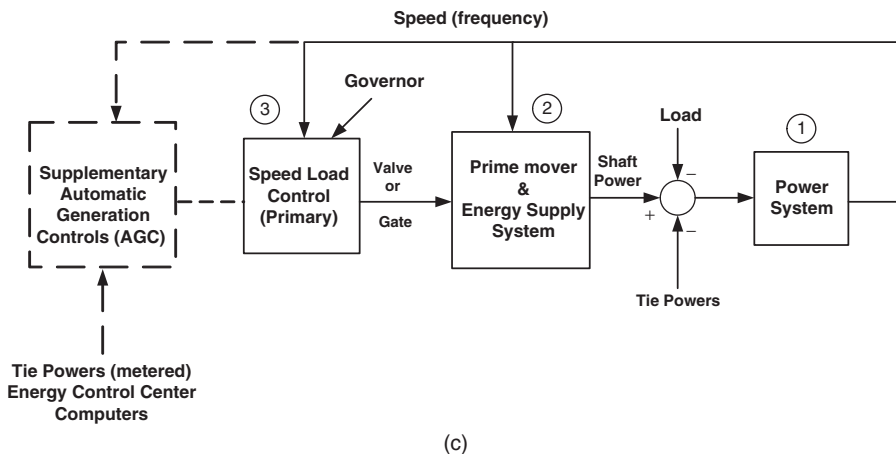 Speed (frequency)
Governor
3
2
Load
1
Supplementary
Automatic
Generation
Controls (AGC)
Speed Load
Control
(Primary)
Valve
or
Gate
Prime mover
&
Energy Supply
System
Shaft
Power
+
−
−
Power
System
Tie Powers
Tie Powers (metered)
Energy Control Center
Computers
(c)